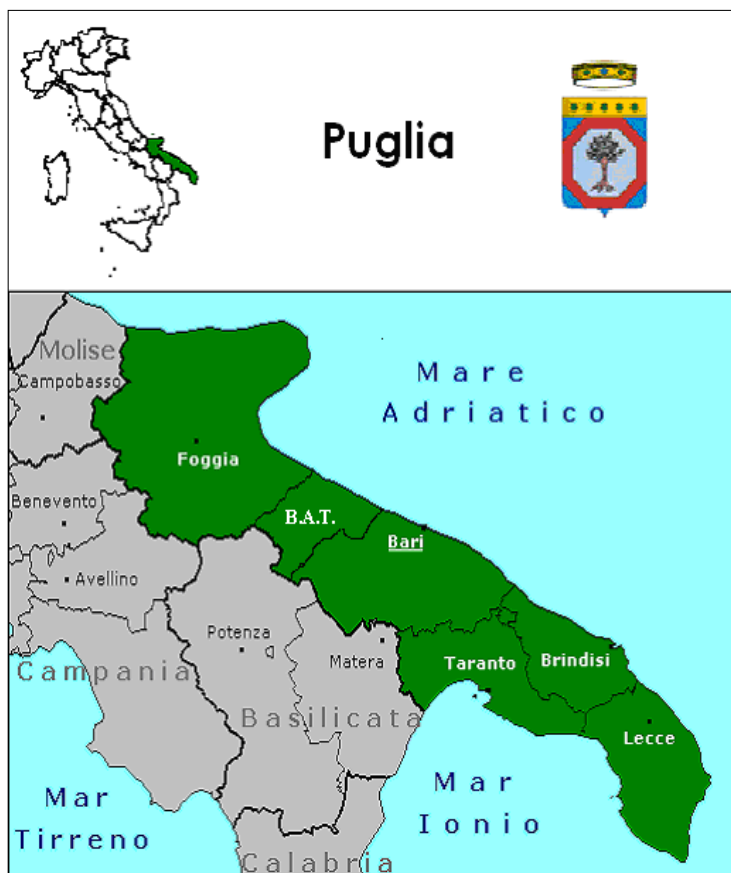 Puglia
Mare
Adriatico
Molise
Campobasso
Foggia
Benevento
B.A.T.
Bari
Avellino
Potenza
Matera
Taranto
Brindisi
Campania
Basilicata
Lecce
Mar
Tirreno
Mar
Ionio
Calabria